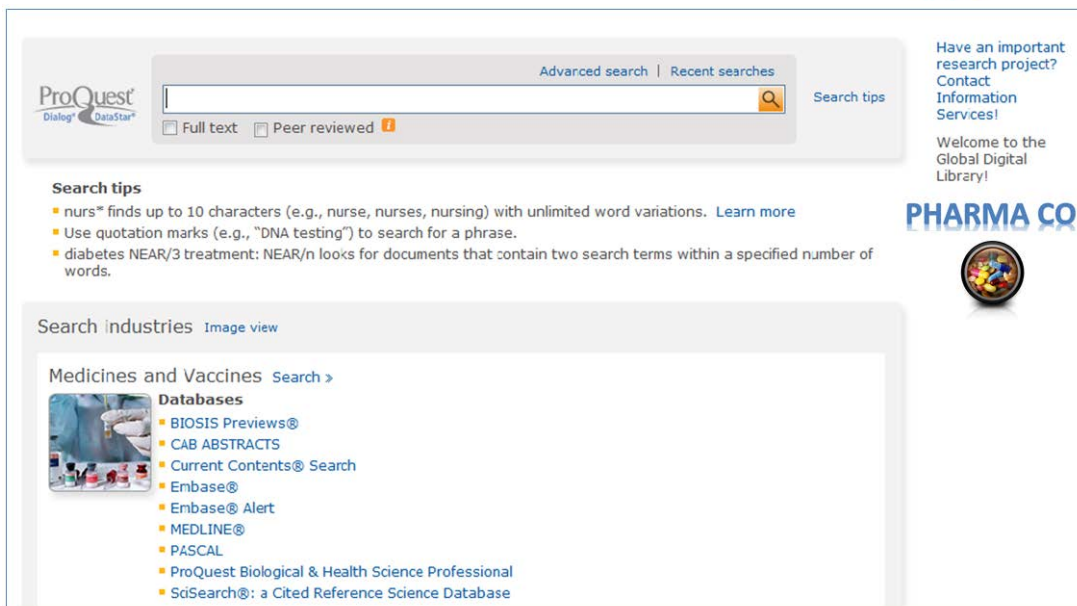 Advanced search | Recent searches
ProQuest
Dialog® DataStar®
Search tips
Full text Peer reviewed i
Have an important
research project?
Contact
Information
Services!
Welcome to the
Global Digital
Library!
PHARMA CO
Search tips
nurs* finds up to 10 characters (e.g., nurse, nurses, nursing) with unlimited word variations. Learn more
Use quotation marks (e.g., “DNA testing”) to search for a phrase.
diabetes NEAR/3 treatment: NEAR/n looks for documents that contain two search terms within a specified number of
words.
Search Industries Image view
Medicines and Vaccines Search »
Databases
BIOSIS Previews®
CAB ABSTRACTS
Current Contents® Search
Embase®
Embase® Alert
MEDLINE®
PASCAL
ProQuest Biological & Health Science Professional
SciSearch®: a Cited Reference Science Database